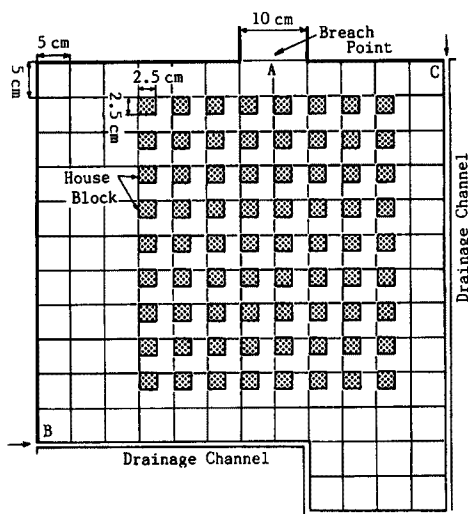 10 cm
Breach
Point
5 cm
A
C
5 cm
2.5 cm
2.5 cm
House
Block
Drainage Channel
B
Drainage Channel